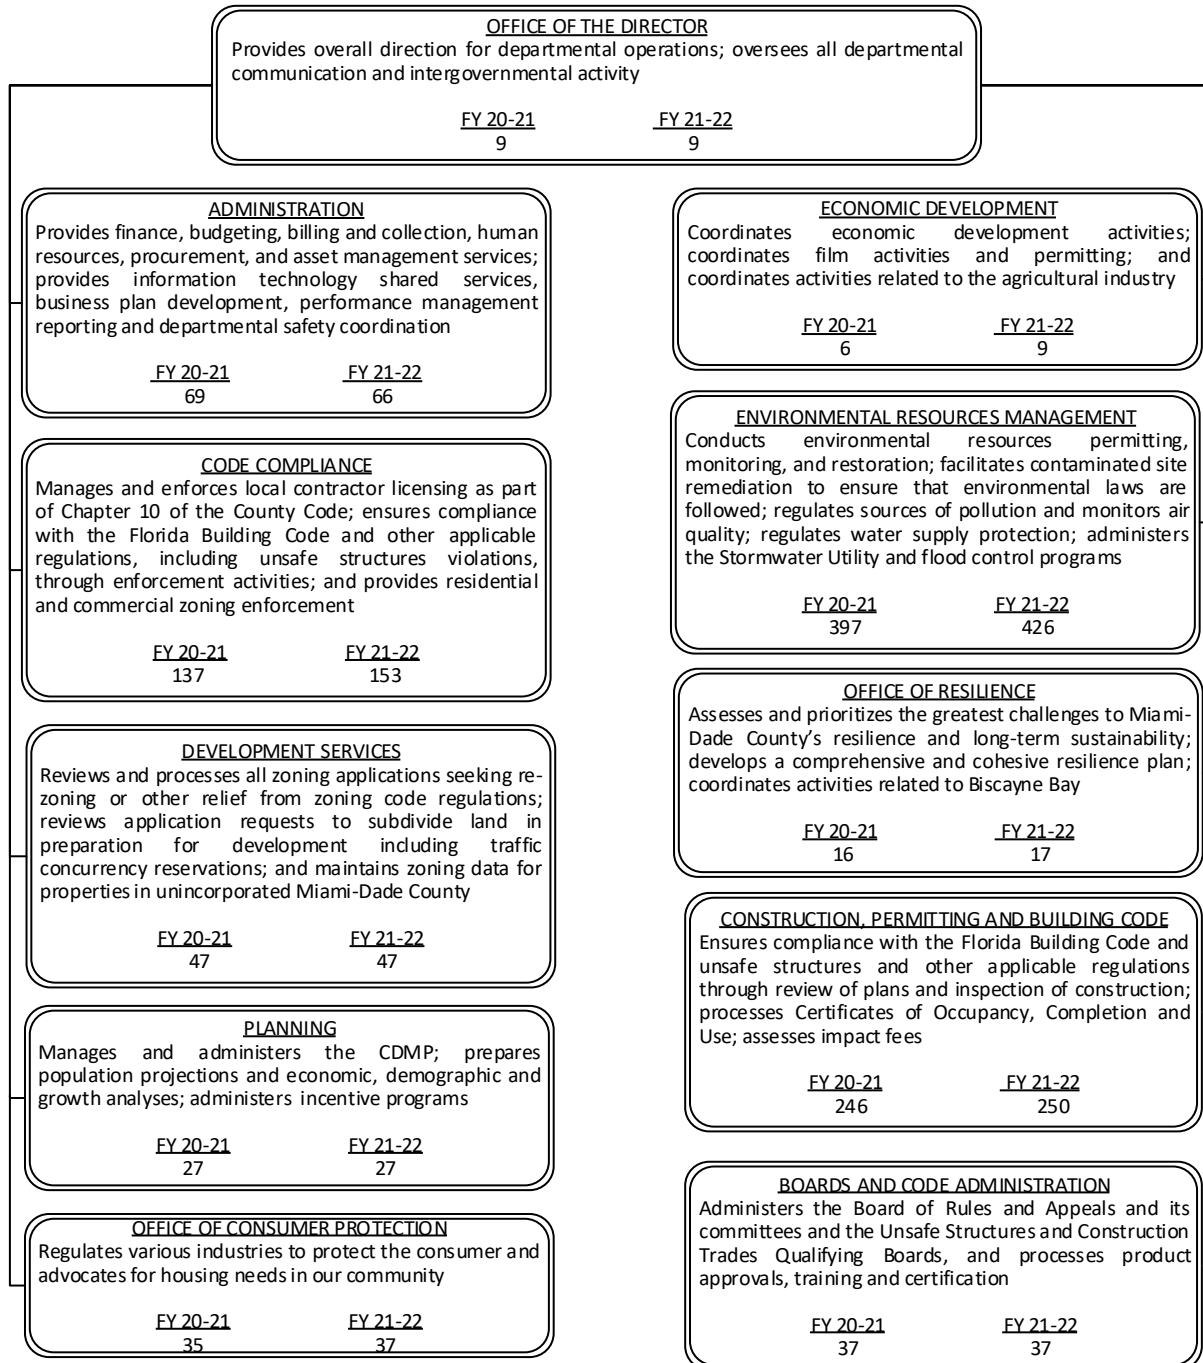 OFFICE OF THE DIRECTOR
Provides overall direction for departmental operations; oversees all departmental
communication and intergovernmental activity
FY 20-21 FY 21-22
9 9
ADMINISTRATION
Provides finance, budgeting, billing and collection, human
resources, procurement, and asset management services;
provides information technology shared services,
business plan development, performance management
reporting and departmental safety coordination
FY 20-21 FY 21-22
69 66
CODE COMPLIANCE
Manages and enforces local contractor licensing as part
of Chapter 10 of the County Code; ensures compliance
with the Florida Building Code and other applicable
regulations, including unsafe structures violations,
through enforcement activities; and provides residential
and commercial zoning enforcement
FY 20-21 FY 21-22
137 153
DEVELOPMENT SERVICES
Reviews and processes all zoning applications seeking re-
zoning or other relief from zoning code regulations;
reviews application requests to subdivide land in
preparation for development including traffic
concurrency reservations; and maintains zoning data for
properties in unincorporated Miami-Dade County
FY 20-21 FY 21-22
47 47
PLANNING
Manages and administers the CDMP; prepares
population projections and economic, demographic and
growth analyses; administers incentive programs
FY 20-21 FY 21-22
27 27
OFFICE OF CONSUMER PROTECTION
Regulates various industries to protect the consumer and
advocates for housing needs in our community
FY 20-21 FY 21-22
35 37
ECONOMIC DEVELOPMENT
Coordinates economic development activities;
coordinates film activities and permitting; and
coordinates activities related to the agricultural industry
FY 20-21 FY 21-22
6 9
ENVIRONMENTAL RESOURCES MANAGEMENT
Conducts environmental resources permitting,
monitoring, and restoration; facilitates contaminated site
remediation to ensure that environmental laws are
followed; regulates sources of pollution and monitors air
quality; regulates water supply protection; administers
the Stormwater Utility and flood control programs
FY 20-21 FY 21-22
397 426
OFFICE OF RESILIENCE
Assesses and prioritizes the greatest challenges to Miami-
Dade County's resilience and long-term sustainability;
develops a comprehensive and cohesive resilience plan;
coordinates activities related to Biscayne Bay
FY 20-21 FY 21-22
16 17
CONSTRUCTION, PERMITTING AND BUILDING CODE
Ensures compliance with the Florida Building Code and
unsafe structures and other applicable regulations
through review of plans and inspection of construction;
processes Certificates of Occupancy, Completion and
Use; assesses impact fees
FY 20-21 FY 21-22
246 250
BOARDS AND CODE ADMINISTRATION
Administers the Board of Rules and Appeals and its
committees and the Unsafe Structures and Construction
Trades Qualifying Boards, and processes product
approvals, training and certification
FY 20-21 FY 21-22
37 37